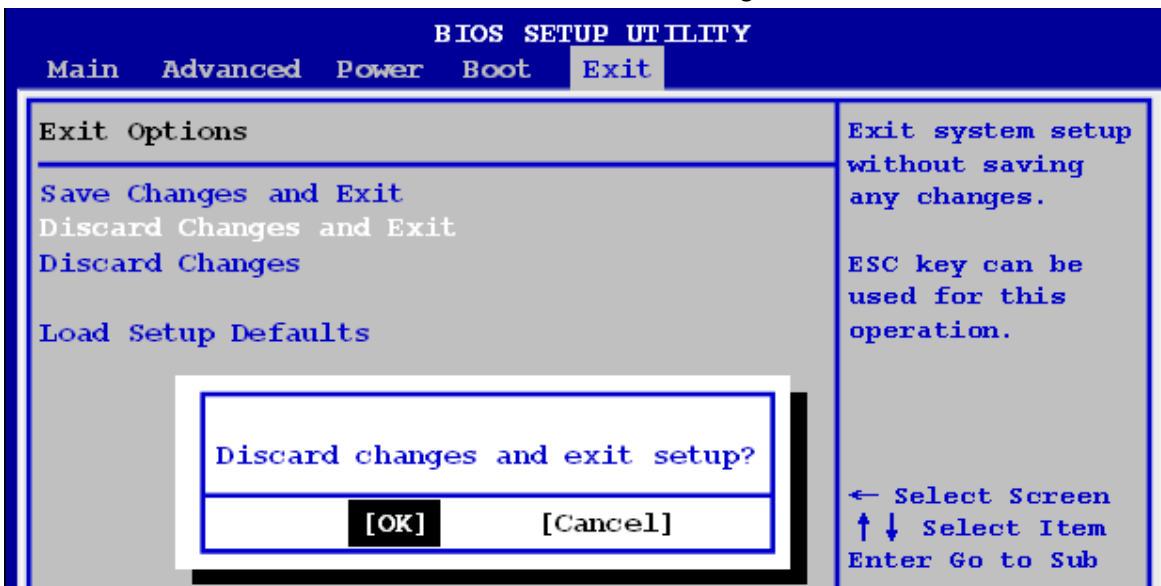 BIOS SETUP UTILITY
Main Advanced Power Boot Exit
Exit Options
Save Changes and Exit
Discard Changes and Exit
Discard Changes
Load Setup Defaults
Exit system setup
without saving
any changes.
ESC key can be
used for this
operation.
Discard changes and exit setup?
[OK] [Cancel]
← Select Screen
↑↓ Select Item
Enter Go to Sub